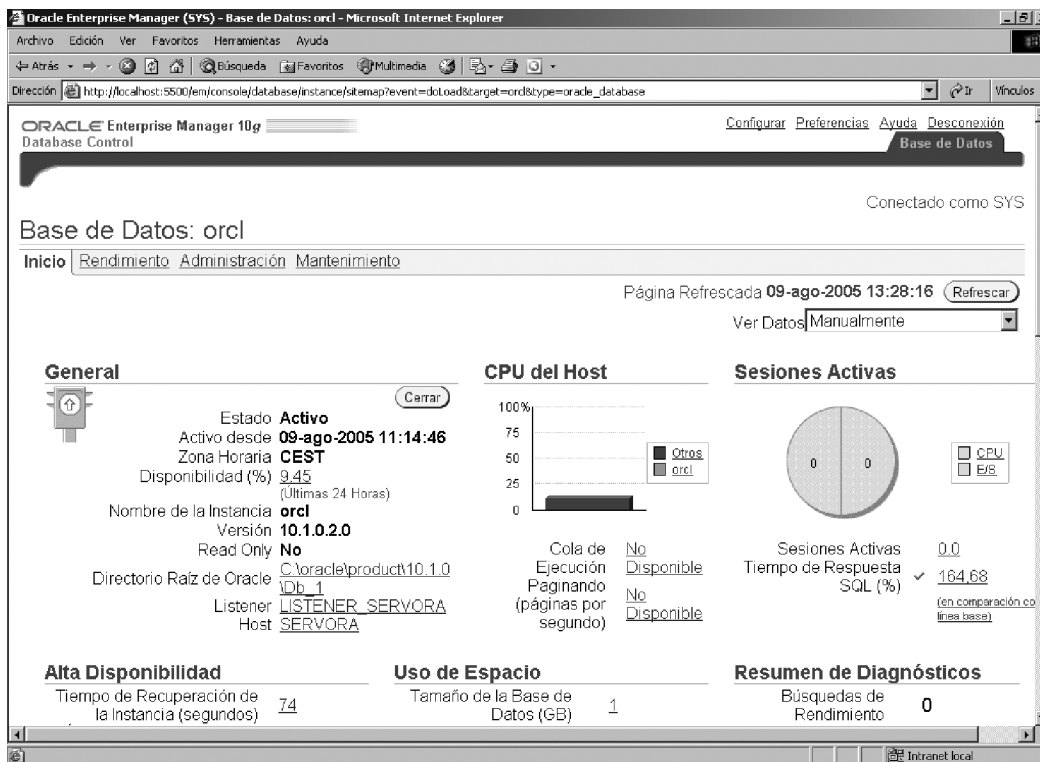 Oracle Enterprise Manager (SYS) - Base de Datos: orcl - Microsoft Internet Explorer
Archivo Edición Ver Favoritos Herramientas Ayuda
Atrás Búsqueda Favoritos Multimedia
Dirección http://localhost:5500/em/console/database/instance/sitemap?event=doLoad&target=orcl&type=oracle_database Ir Vínculos
ORACLE Enterprise Manager 10g
Database Control
Configurar Preferencias Ayuda Desconexión
Base de Datos
Conectado como SYS
Base de Datos: orcl
Inicio Rendimiento Administración Mantenimiento
Página Refrescada 09-ago-2005 13:28:16 Refrescar
Ver Datos Manualmente
General
Cerrar
Estado Activo
Activo desde 09-ago-2005 11:14:46
Zona Horaria CEST
Disponibilidad (%) 9.45
(Últimas 24 Horas)
Nombre de la Instancia orcl
Versión 10.1.0.2.0
Read Only No
Directorio Raíz de Oracle C:\oracle\product\10.1.0
\Db_1
Listener LISTENER_SERVORA
Host SERVORA
CPU del Host
100%
75
50
25
0
Otros
orcl
Cola de Ejecución No Disponible
Paginando (páginas por segundo) No Disponible
Sesiones Activas
0 0
CPU
E/S
Sesiones Activas 0.0
Tiempo de Respuesta SQL (%) 164,68
(en comparación co
línea base)
Alta Disponibilidad
Tiempo de Recuperación de
la Instancia (segundos) 74
Uso de Espacio
Tamaño de la Base de
Datos (GB) 1
Resumen de Diagnósticos
Búsquedas de
Rendimiento 0
Intranet local